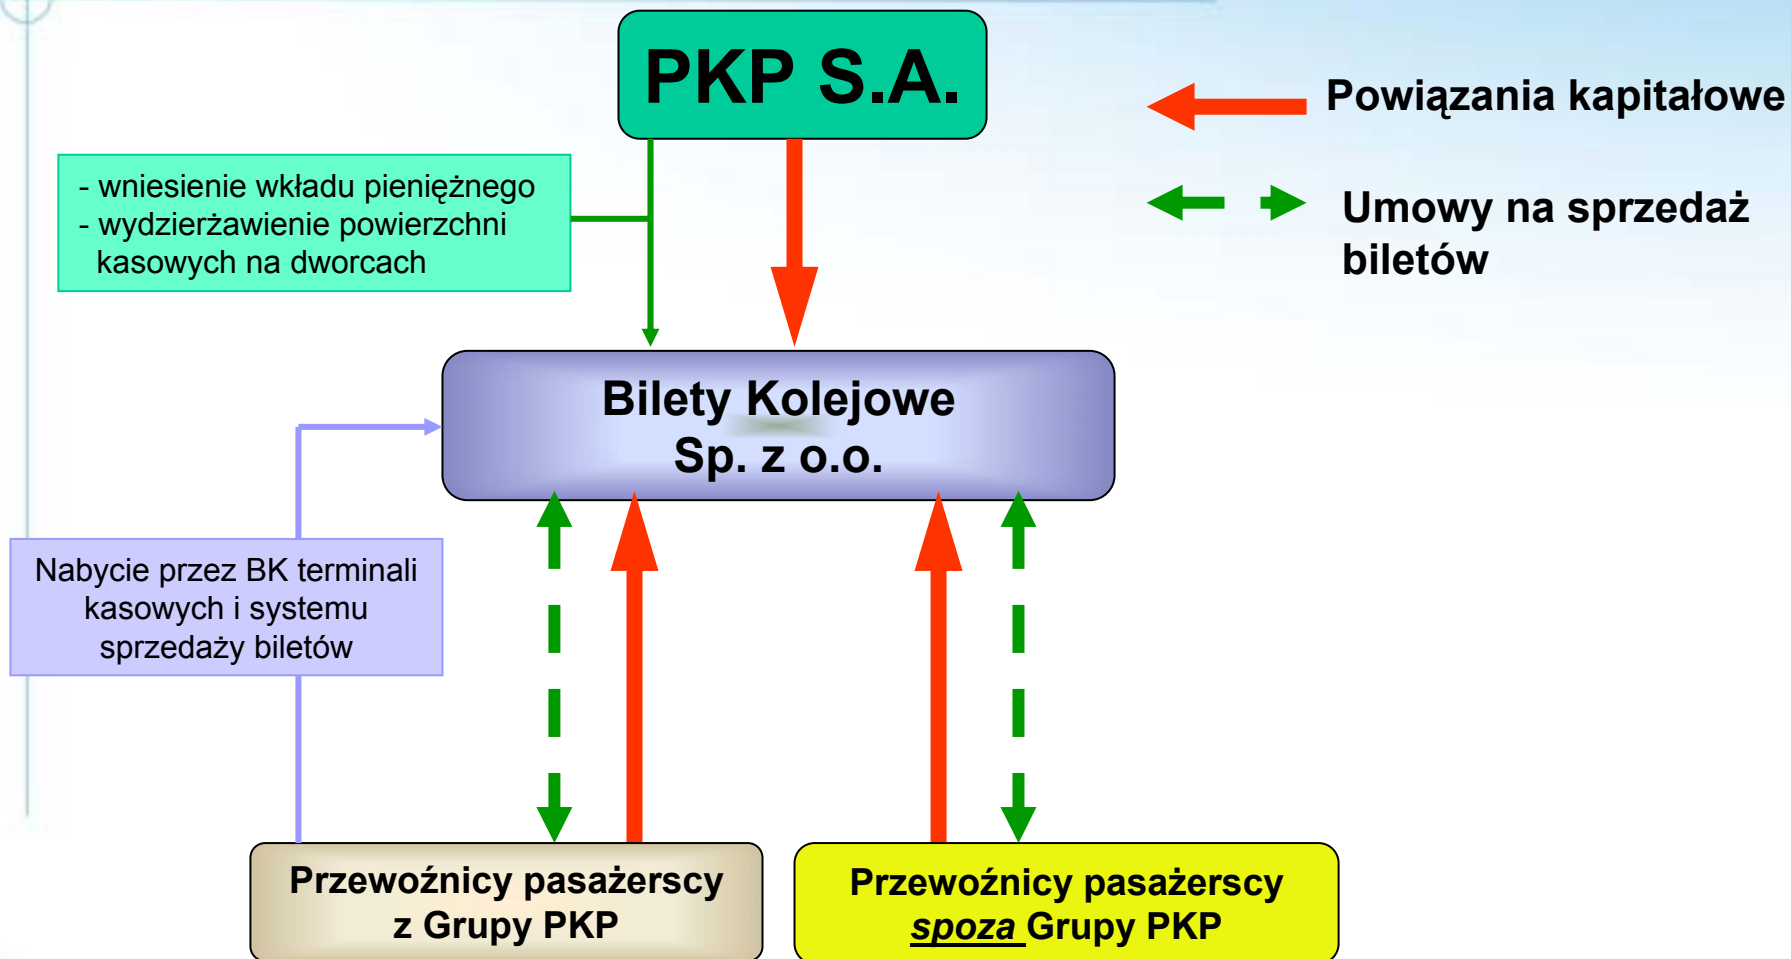 PKP S.A.
Powiązania kapitałowe
- wniesienie wkładu pieniężnego
- wydzierżawienie powierzchni
kasowych na dworcach
Umowy na sprzedaż
biletów
Bilety Kolejowe
Sp. z o.o.
Nabycie przez BK terminali
kasowych i systemu
sprzedaży biletów
Przewoźnicy pasażerscy
z Grupy PKP
Przewoźnicy pasażerscy
spoza Grupy PKP